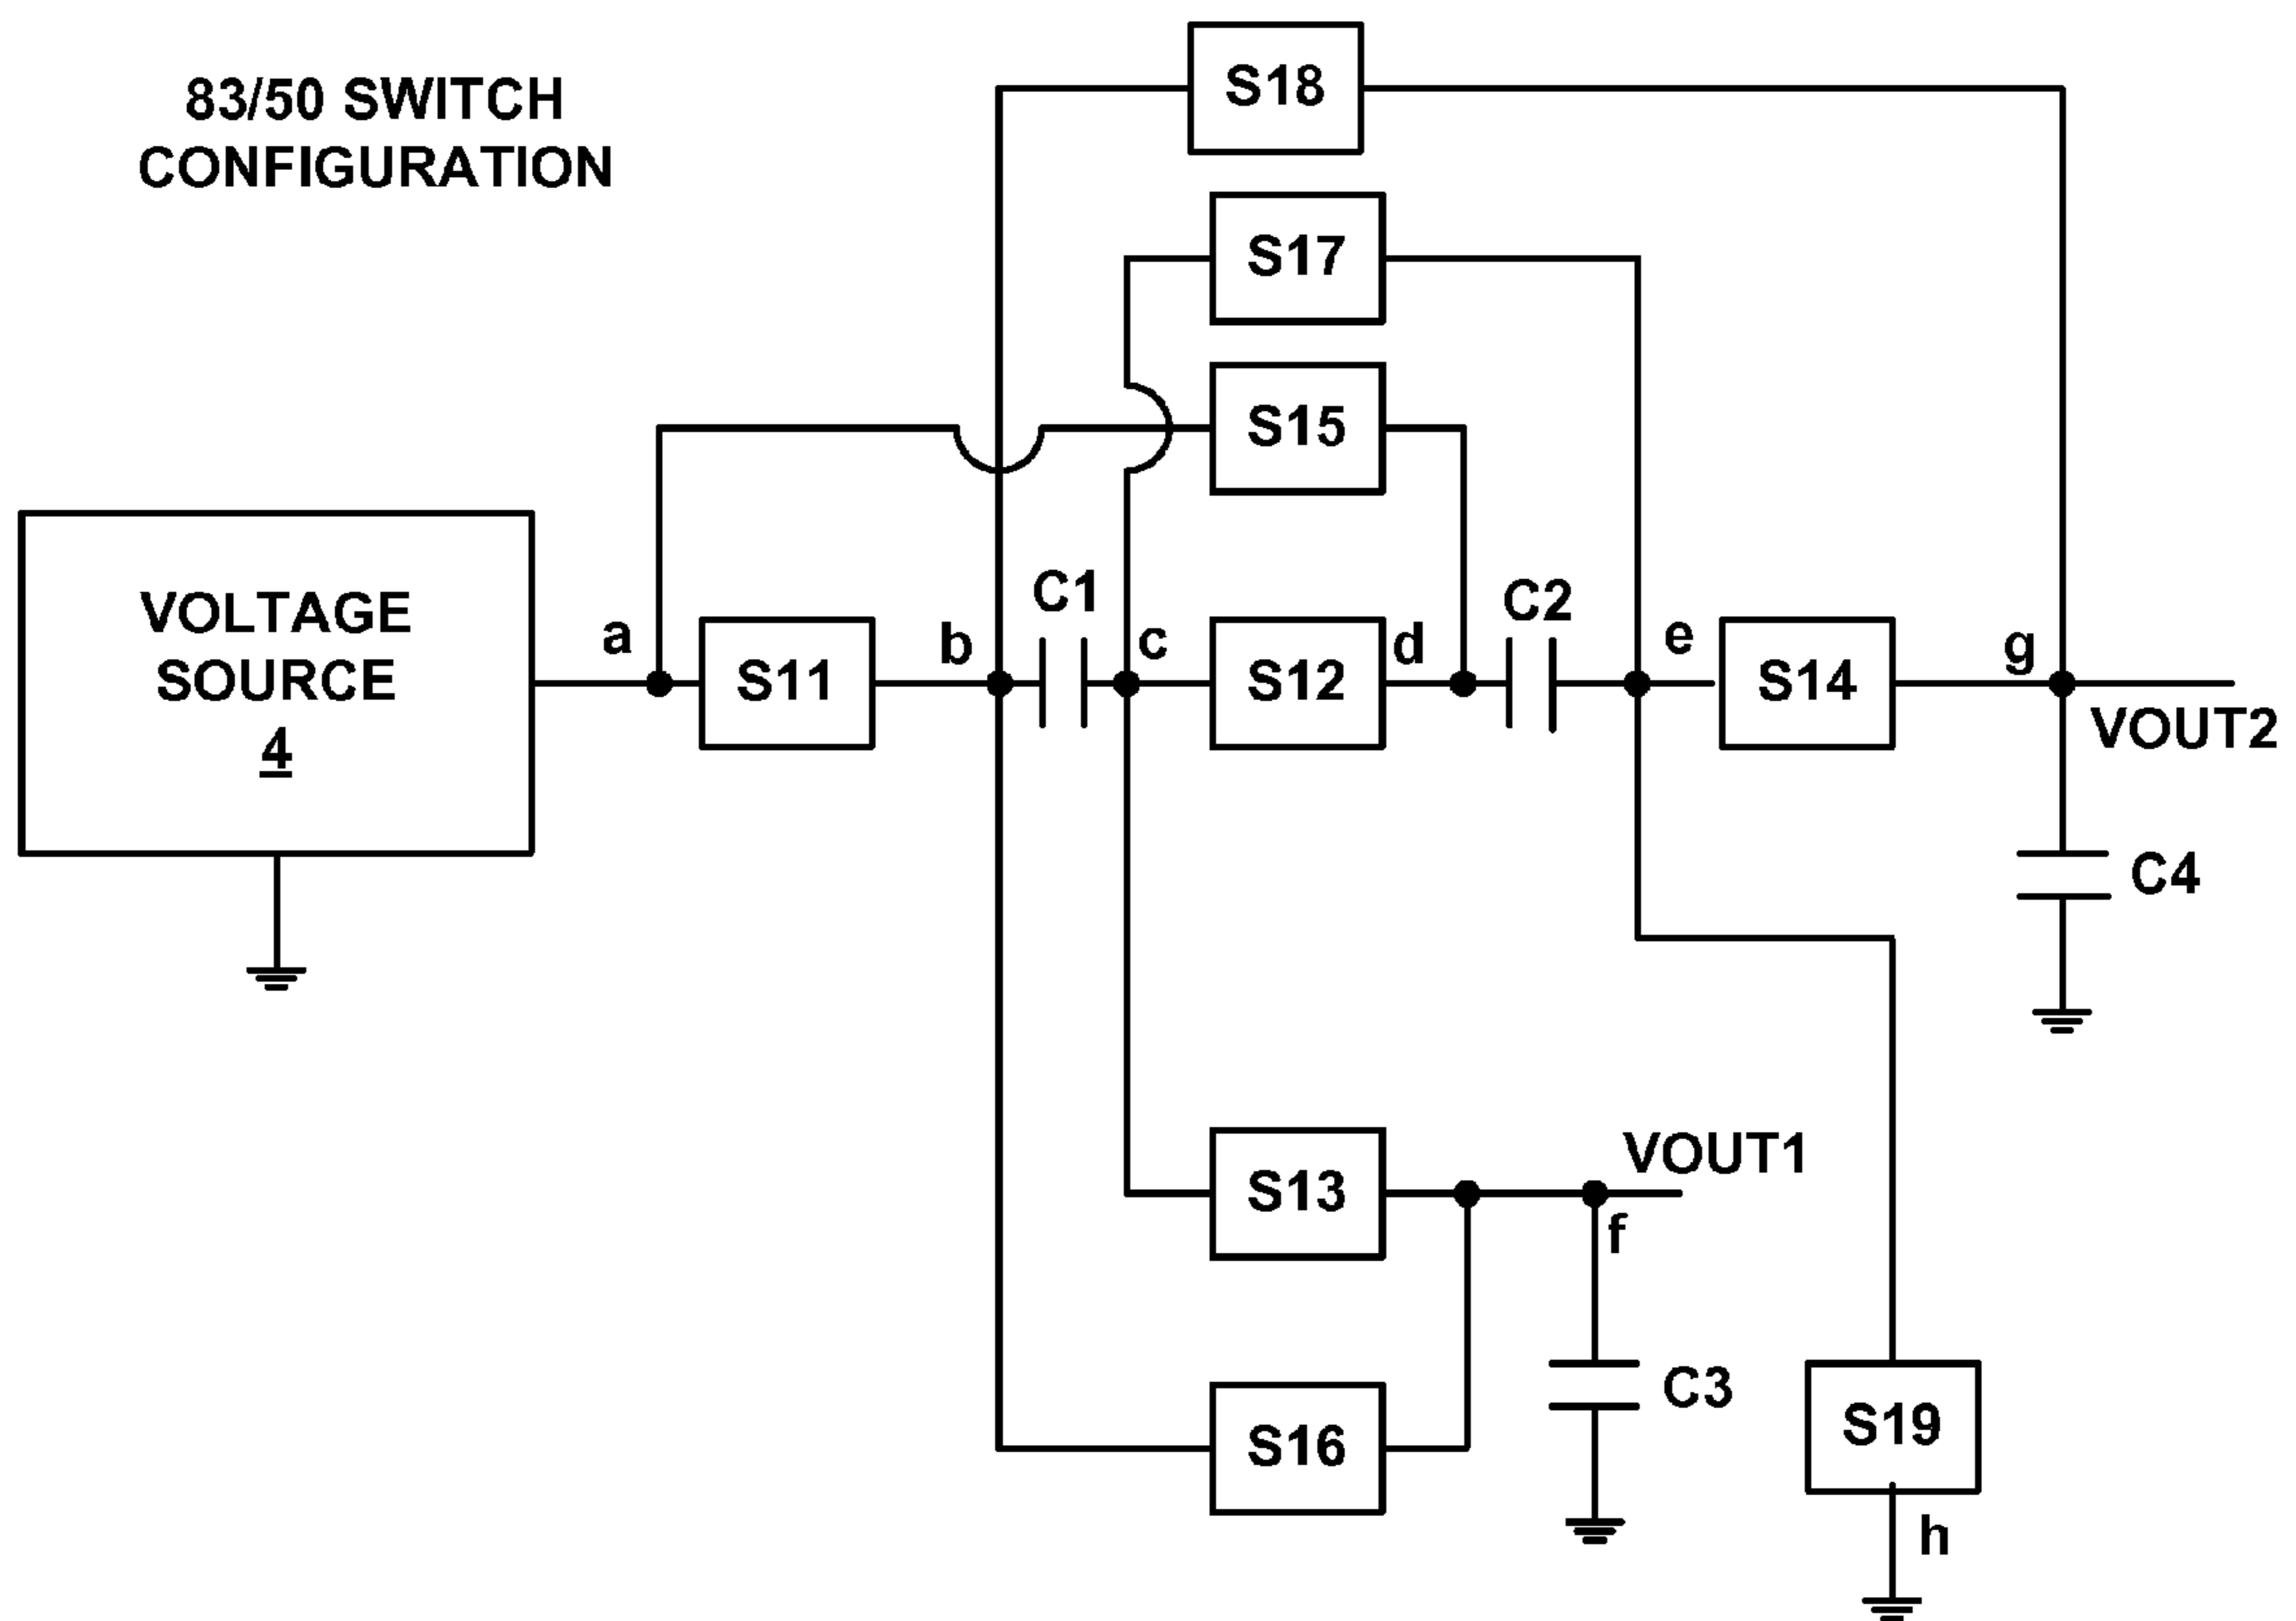 83/50 SWITCH
CONFIGURATION
S18
S17
S15
VOLTAGE
SOURCE
4
a
S11
b
C1
c
S12
d
C2
e
S14
g
VOUT2
C4
S13
VOUT1
f
S16
C3
S19
h